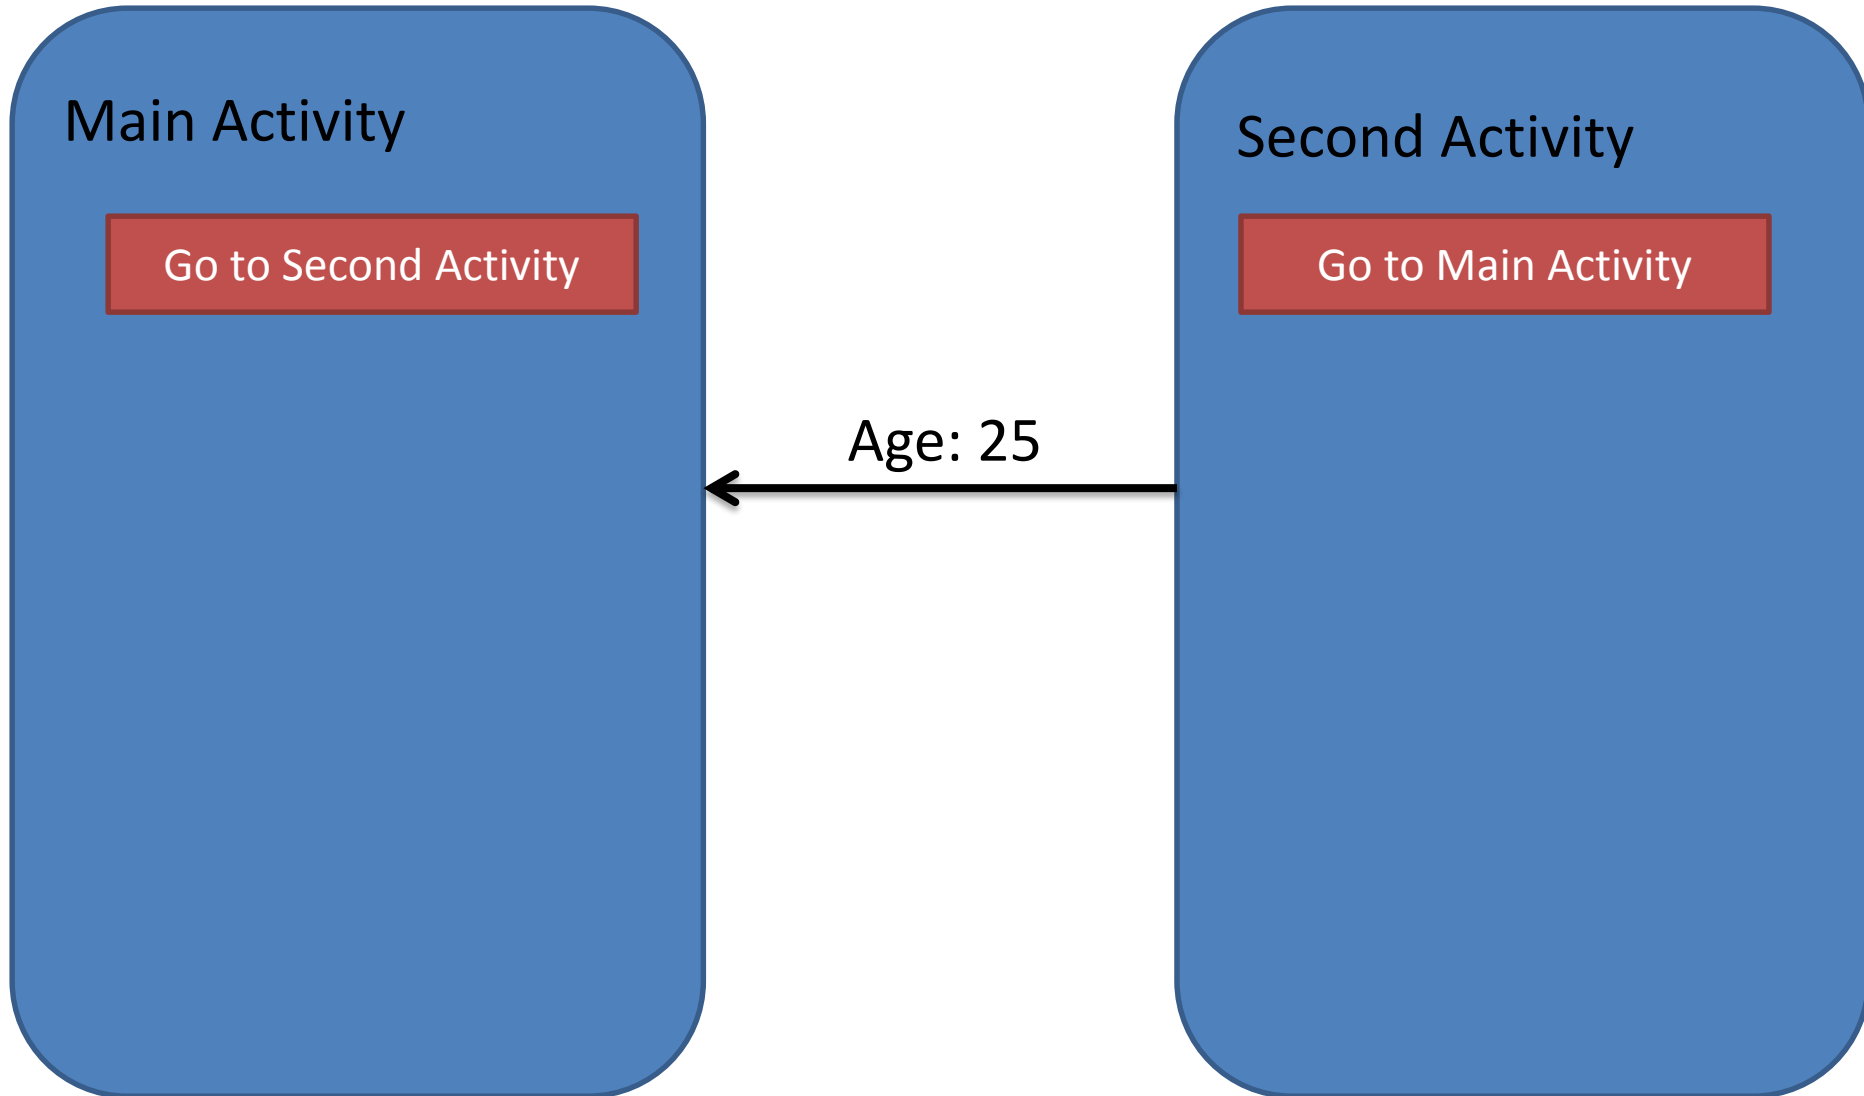 Main Activity
Go to Second Activity
Age: 25
Second Activity
Go to Main Activity